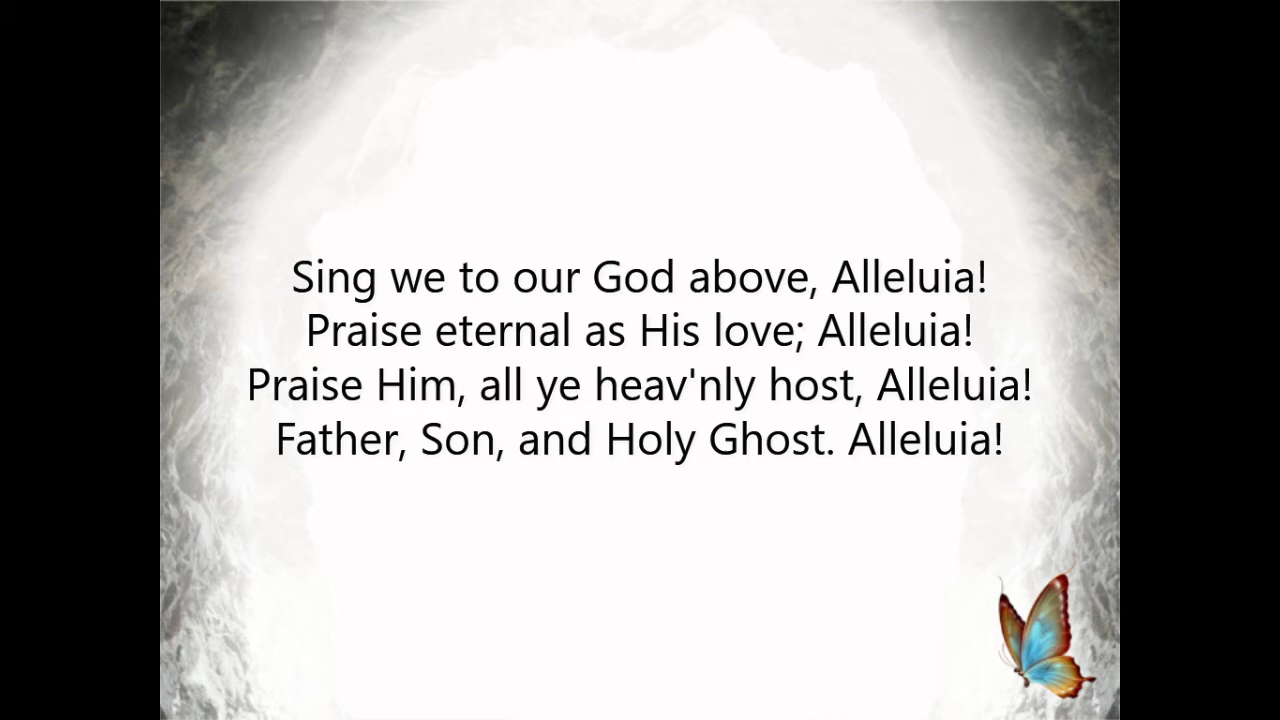 Sing we to our God above, Alleluia!
Praise eternal as His love; Alleluia!
Praise Him, all ye heav'nly host, Alleluia!
Father, Son, and Holy Ghost. Alleluia!